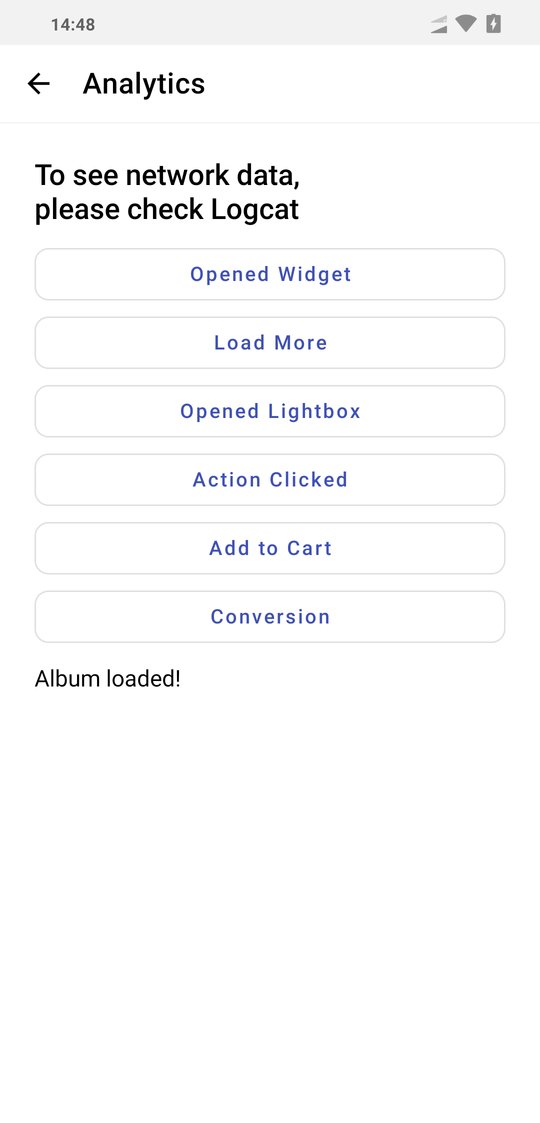 14:48
Analytics
To see network data,
please check Logcat
Opened Widget
Load More
Opened Lightbox
Action Clicked
Add to Cart
Conversion
Album loaded!